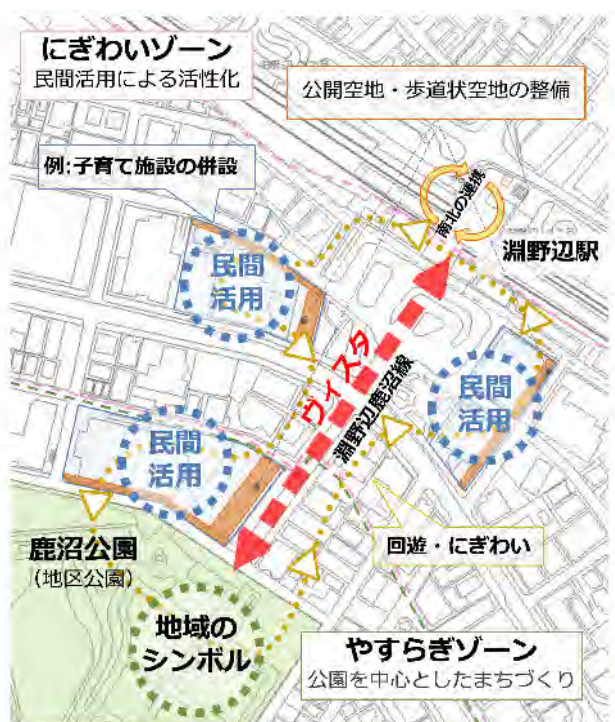 にぎわいゾーン
民間活用による活性化
公開空地・歩道状空地の整備
例:子育て施設の併設
南北の連携
淵野辺駅
民間
活用
ヴィスタ
淵野辺鹿沼線
民間
活用
民間
活用
鹿沼公園
(地区公園)
回遊・にぎわい
地域の
シンボル
やすらぎゾーン
公園を中心としたまちづくり